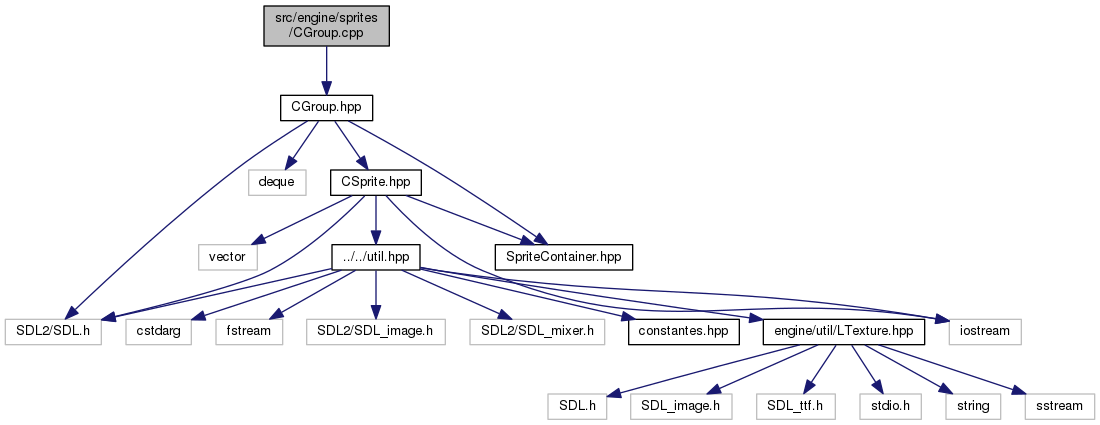 src/engine/sprites
/CGroup.cpp
CGroup.hpp
deque
CSprite.hpp
vector
../../util.hpp
SpriteContainer.hpp
SDL2/SDL.h
cstdarg
fstream
SDL2/SDL_image.h
SDL2/SDL_mixer.h
constantes.hpp
engine/util/LTexture.hpp
iostream
SDL.h
SDL_image.h
SDL_ttf.h
stdio.h
string
sstream